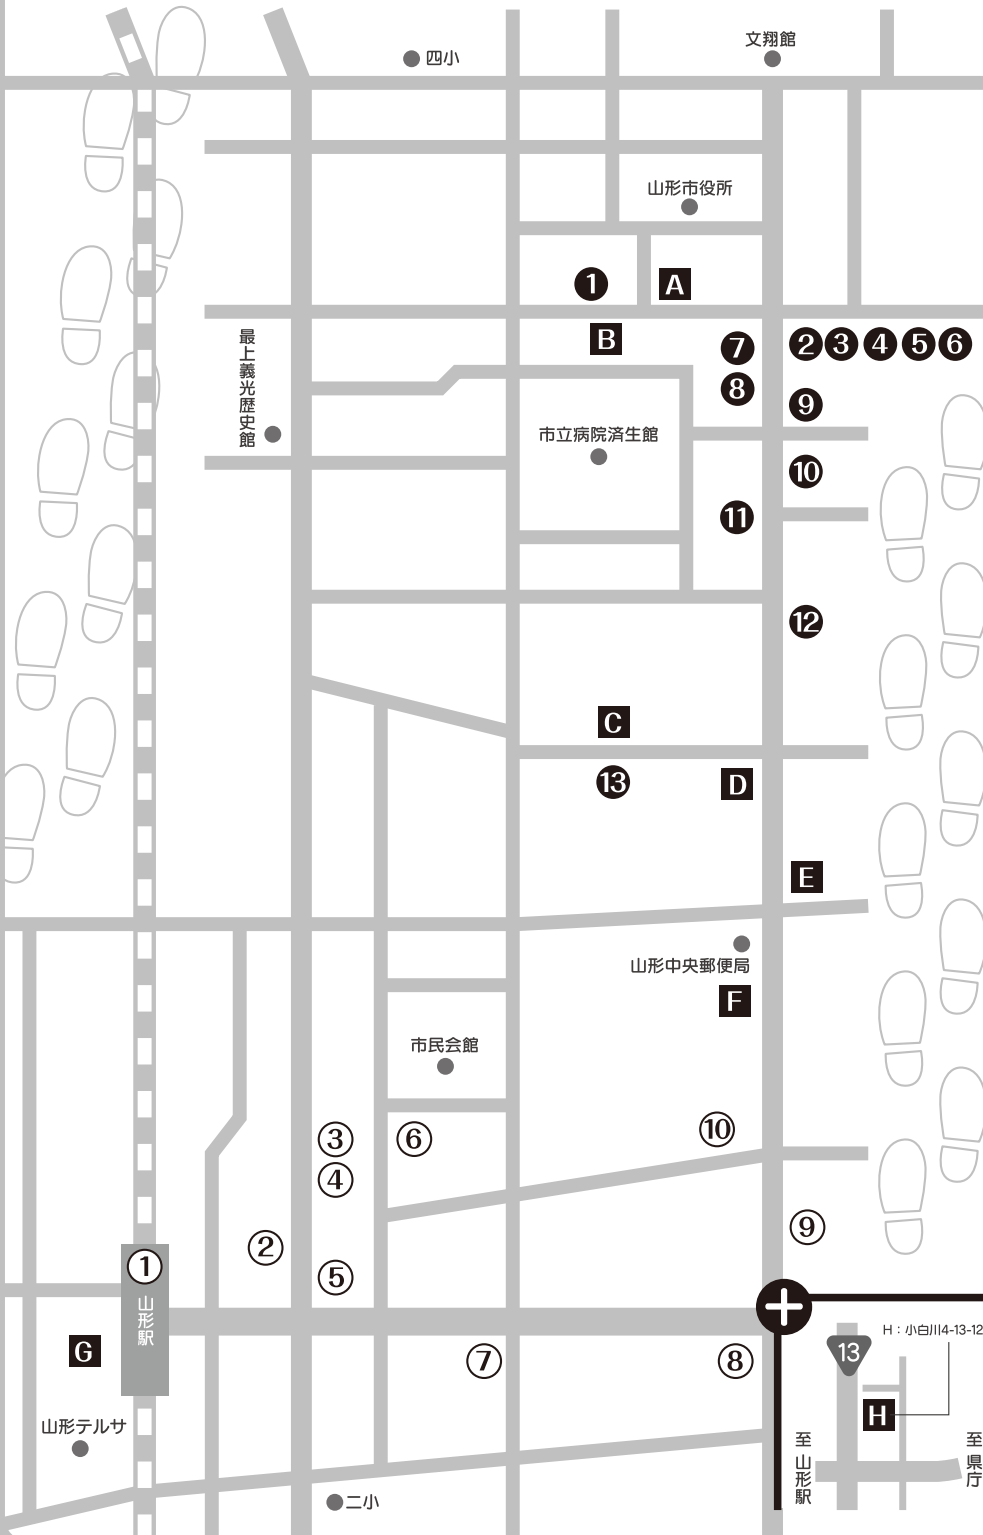 四小
文翔館
山形市役所
❶
A
B
❼
❷❸❹❺❻
❽
❾
最上義光歴史館
市立病院済生館
❿
⓫
⓬
C
⓭
D
E
山形中央郵便局
F
市民会館
③
⑥
⑩
④
②
⑨
①
⑤
山形駅
G
⑦
⑧
H：小白川4-13-12
13
H
山形テルサ
至 山形駅
至 県庁
二小